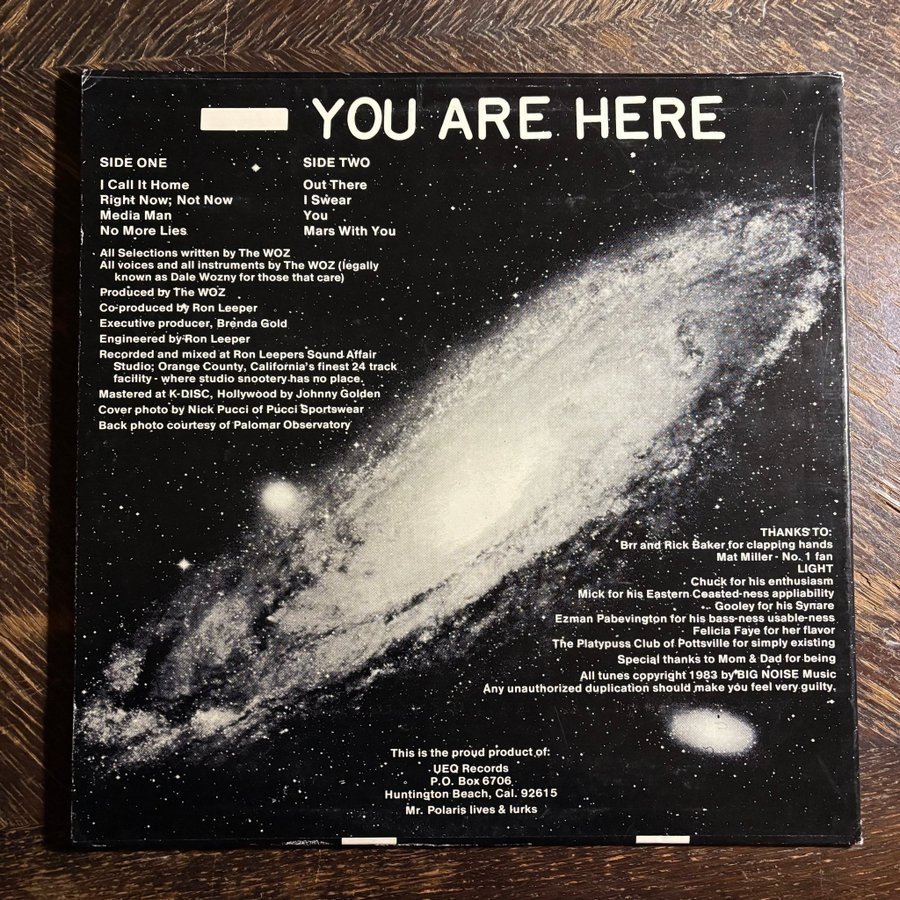 YOU ARE HERE
SIDE ONE
I Call It Home
Right Now; Not Now
Media Man
No More Lies
SIDE TWO
Out There
I Swear
You
Mars With You
All Selections written by The WOZ
All voices and all instruments by The WOZ (legally
known as Dale Wozny for those that care)
Produced by The WOZ
Co-produced by Ron Leeper
Executive producer, Brenda Gold
Engineered by Ron Leeper
Recorded and mixed at Ron Leepers Sound Affair
Studio; Orange County, California's finest 24 track
facility - where studio snootery has no place.
Mastered at K-DISC, Hollywood by Johnny Golden
Cover photo by Nick Pucci of Pucci Sportswear
Back photo courtesy of Palomar Observatory
THANKS TO:
Brr and Rick Baker for clapping hands
Mat Miller - No. 1 fan
LIGHT
Chuck for his enthusiasm
Mick for his Eastern Coasted-ness appliability
Gooley for his Synare
Ezman Pabevington for his bass-ness usable-ness
Felicia Faye for her flavor
The Platypuss Club of Pottsville for simply existing
Special thanks to Mom & Dad for being
All tunes copyright 1983 by BIG NOISE Music
Any unauthorized duplication should make you feel very guilty.
This is the proud product of:
UEQ Records
P.O. Box 6706
Huntington Beach, Cal. 92615
Mr. Polaris lives & lurks